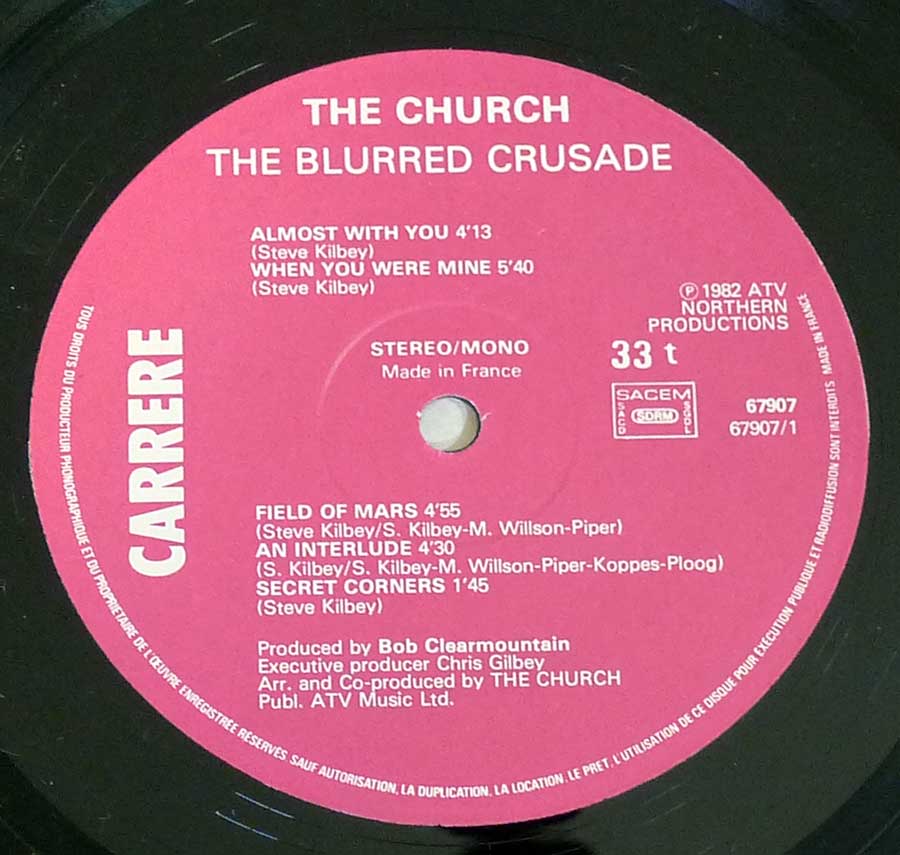 THE CHURCH
THE BLURRED CRUSADE
ALMOST WITH YOU 4'13
(Steve Kilbey)
WHEN YOU WERE MINE 5'40
(Steve Kilbey)
Ⓟ 1982 ATV
NORTHERN
PRODUCTIONS
STEREO/MONO
33 t
Made in France
SACEM
SACD
SDRM
SGDL
67907
67907/1
CARRERE
FIELD OF MARS 4'55
(Steve Kilbey/S. Kilbey-M. Willson-Piper)
AN INTERLUDE 4'30
(S. Kilbey/S. Kilbey-M. Willson-Piper-Koppes-Ploog)
SECRET CORNERS 1'45
(Steve Kilbey)
Produced by Bob Clearmountain
Executive producer Chris Gilbey
Arr. and Co-produced by THE CHURCH
Publ. ATV Music Ltd.
TOUS DROITS DU PRODUCTEUR PHONOGRAPHIQUE ET DU PROPRIETAIRE DE L'ŒUVRE ENREGISTREE RESERVES. SAUF AUTORISATION, LA DUPLICATION, LA LOCATION, LE PRET, L'UTILISATION DE CE DISQUE POUR EXECUTION PUBLIQUE ET RADIODIFFUSION SONT INTERDITS MADE IN FRANCE